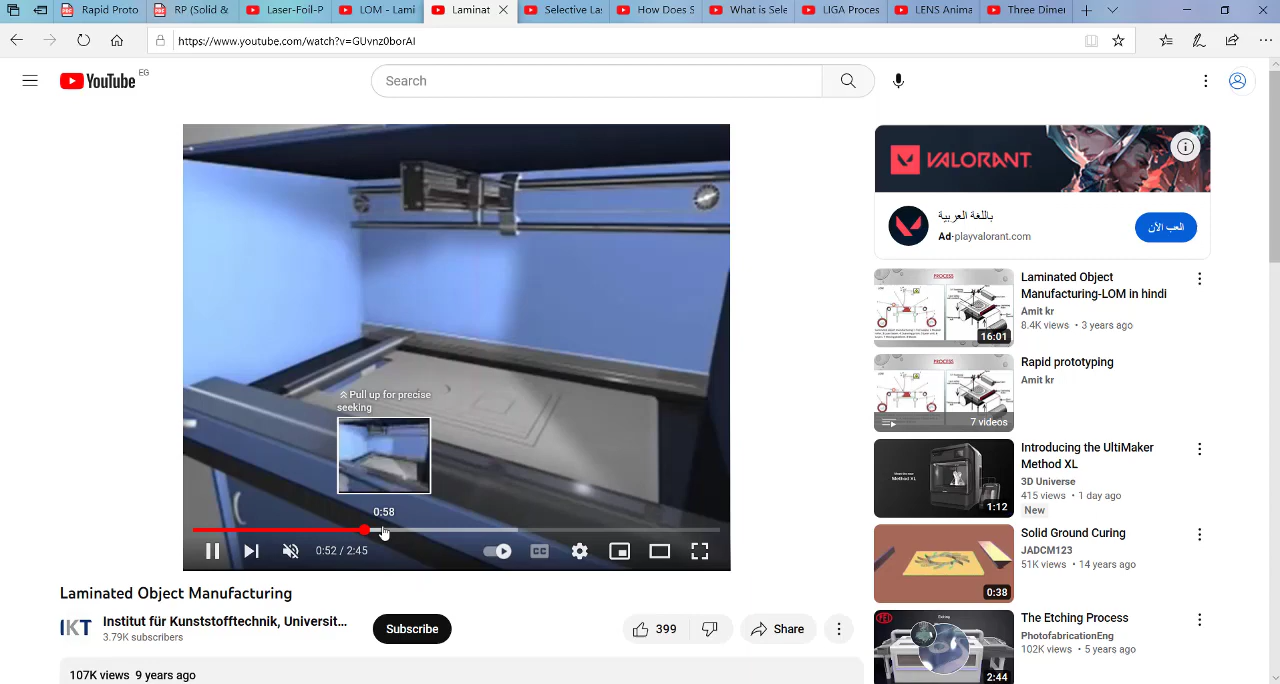 Rapid Proto
RP (Solid &
Laser-Foil-P
LOM - Lami
Laminat
Selective La
How Does S
What is Sele
LIGA Proces
LENS Anima
Three Dimen
https://www.youtube.com/watch?v=GUvnz0borAI
YouTube
EG
Search
VALORANT
باللغة العربية
Ad · playvalorant.com
العب الآن
PROCESS
Laminated Object
Manufacturing-LOM in hindi
Amit kr
8.4K views • 3 years ago
16:01
PROCESS
Rapid prototyping
Amit kr
7 videos
Introducing the UltiMaker
Method XL
3D Universe
415 views • 1 day ago
New
Method XL
1:12
Solid Ground Curing
JADCM123
51K views • 14 years ago
0:38
The Etching Process
PhotofabricationEng
102K views • 5 years ago
2:44
Pull up for precise
seeking
0:58
0:52 / 2:45
CC
Laminated Object Manufacturing
IKT
Institut für Kunststofftechnik, Universit...
3.79K subscribers
Subscribe
399
Share
107K views 9 years ago